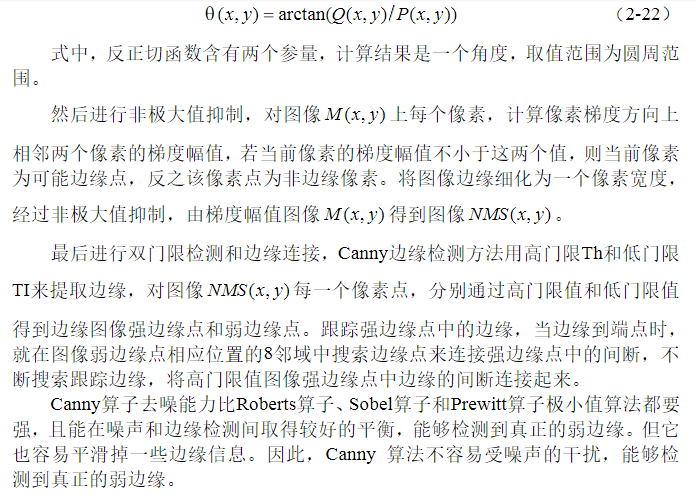 θ(x, y) = arctan(Q(x, y)/P(x, y)) （2-22）
式中，反正切函数含有两个参量，计算结果是一个角度，取值范围为圆周范
围。
然后进行非极大值抑制，对图像M(x, y)上每个像素，计算像素梯度方向上
相邻两个像素的梯度幅值，若当前像素的梯度幅值不小于这两个值，则当前像素
为可能边缘点，反之该像素点为非边缘像素。将图像边缘细化为一个像素宽度，
经过非极大值抑制，由梯度幅值图像M(x, y)得到图像NMS(x, y)。
最后进行双门限检测和边缘连接，Canny边缘检测方法用高门限Th和低门限
TI来提取边缘，对图像NMS(x, y)每一个像素点，分别通过高门限值和低门限值
得到边缘图像强边缘点和弱边缘点。跟踪强边缘点中的边缘，当边缘到端点时，
就在图像弱边缘点相应位置的8邻域中搜索边缘点来连接强边缘点中的间断，不
断搜索跟踪边缘，将高门限值图像强边缘点中边缘的间断连接起来。
Canny算子去噪能力比Roberts算子、Sobel算子和Prewitt算子极小值算法都要
强，且能在噪声和边缘检测间取得较好的平衡，能够检测到真正的弱边缘。但它
也容易平滑掉一些边缘信息。因此，Canny 算法不容易受噪声的干扰，能够检
测到真正的弱边缘。